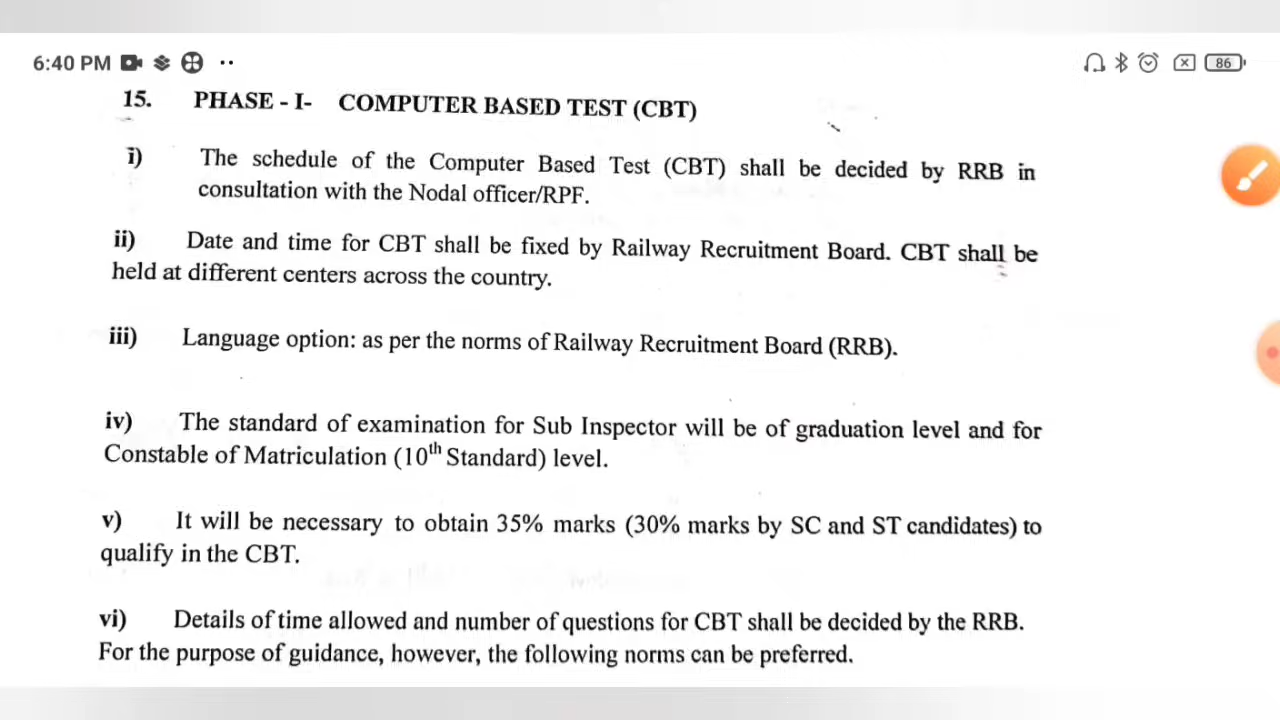 6:40 PM
86
15. PHASE - I- COMPUTER BASED TEST (CBT)
i) The schedule of the Computer Based Test (CBT) shall be decided by RRB in
consultation with the Nodal officer/RPF.
ii) Date and time for CBT shall be fixed by Railway Recruitment Board. CBT shall be
held at different centers across the country.
iii) Language option: as per the norms of Railway Recruitment Board (RRB).
iv) The standard of examination for Sub Inspector will be of graduation level and for
Constable of Matriculation (10th Standard) level.
v) It will be necessary to obtain 35% marks (30% marks by SC and ST candidates) to
qualify in the CBT.
vi) Details of time allowed and number of questions for CBT shall be decided by the RRB.
For the purpose of guidance, however, the following norms can be preferred.